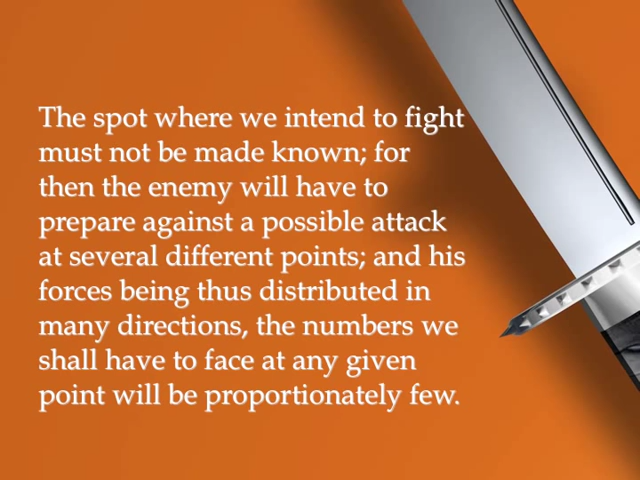 The spot where we intend to fight
must not be made known; for
then the enemy will have to
prepare against a possible attack
at several different points; and his
forces being thus distributed in
many directions, the numbers we
shall have to face at any given
point will be proportionately few.